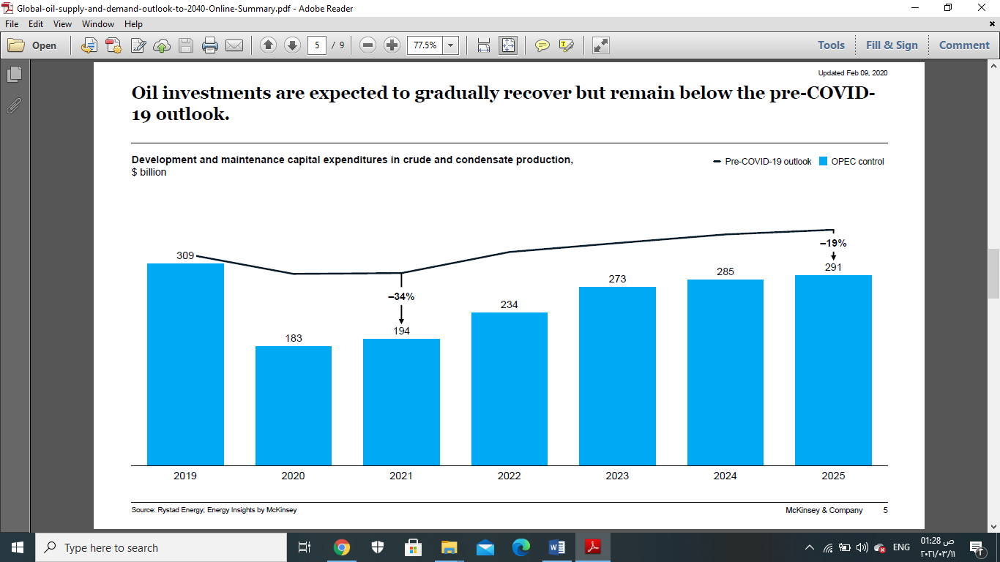 Global-oil-supply-and-demand-outlook-to-2040-Online-Summary.pdf - Adobe Reader
File Edit View Window Help
Open 5 / 9 77.5% Tools Fill & Sign Comment
Updated Feb 09, 2020
Oil investments are expected to gradually recover but remain below the pre-COVID-
19 outlook.
Development and maintenance capital expenditures in crude and condensate production,
$ billion
Pre-COVID-19 outlook OPEC control
309
183
–34%
194
234
273
285
–19%
291
2019 2020 2021 2022 2023 2024 2025
Source: Rystad Energy; Energy Insights by McKinsey
McKinsey & Company 5
Type here to search
ENG
01:28 ص
٢٠٢١/٠٣/١١
٢